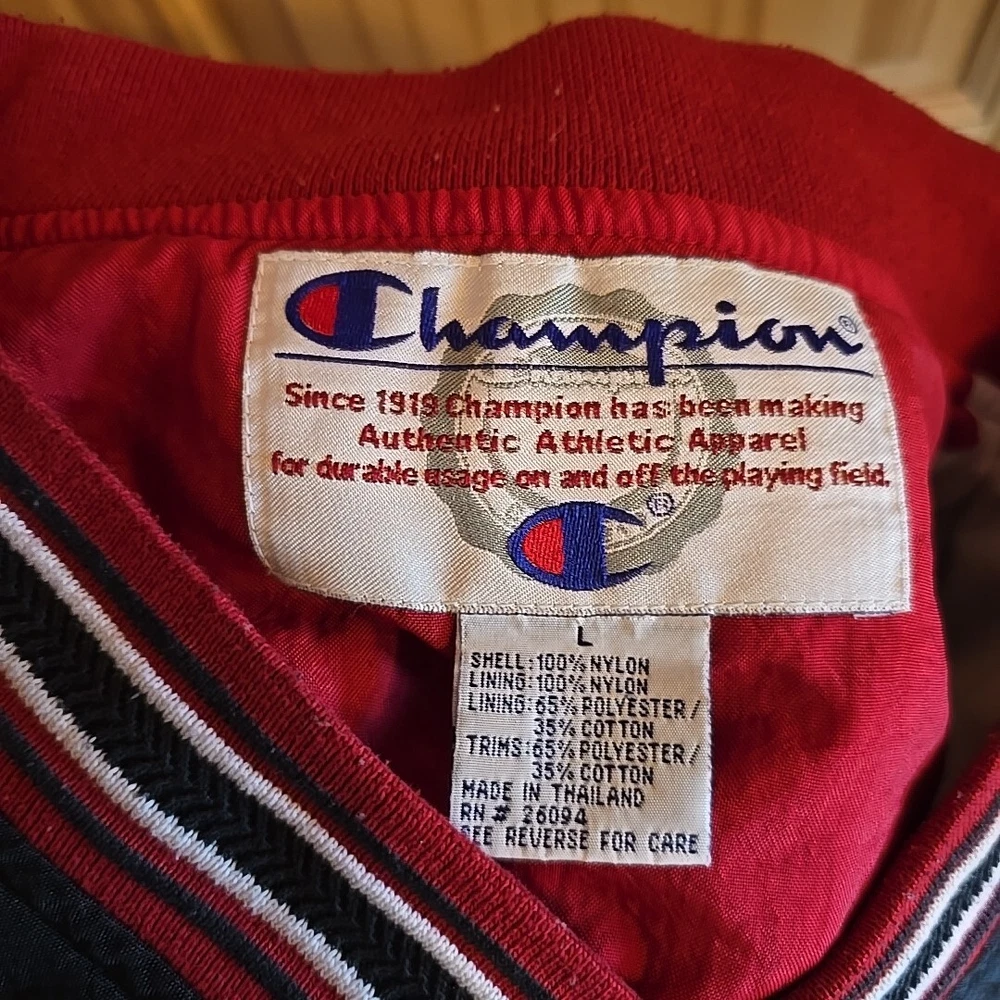 Champion®
Since 1919 Champion has been making
Authentic Athletic Apparel
for durable usage on and off the playing field.
®
L
SHELL: 100% NYLON
LINING: 100% NYLON
LINING: 65% POLYESTER /
35% COTTON
TRIMS: 65% POLYESTER /
35% COTTON
MADE IN THAILAND
RN # 26094
SEE REVERSE FOR CARE